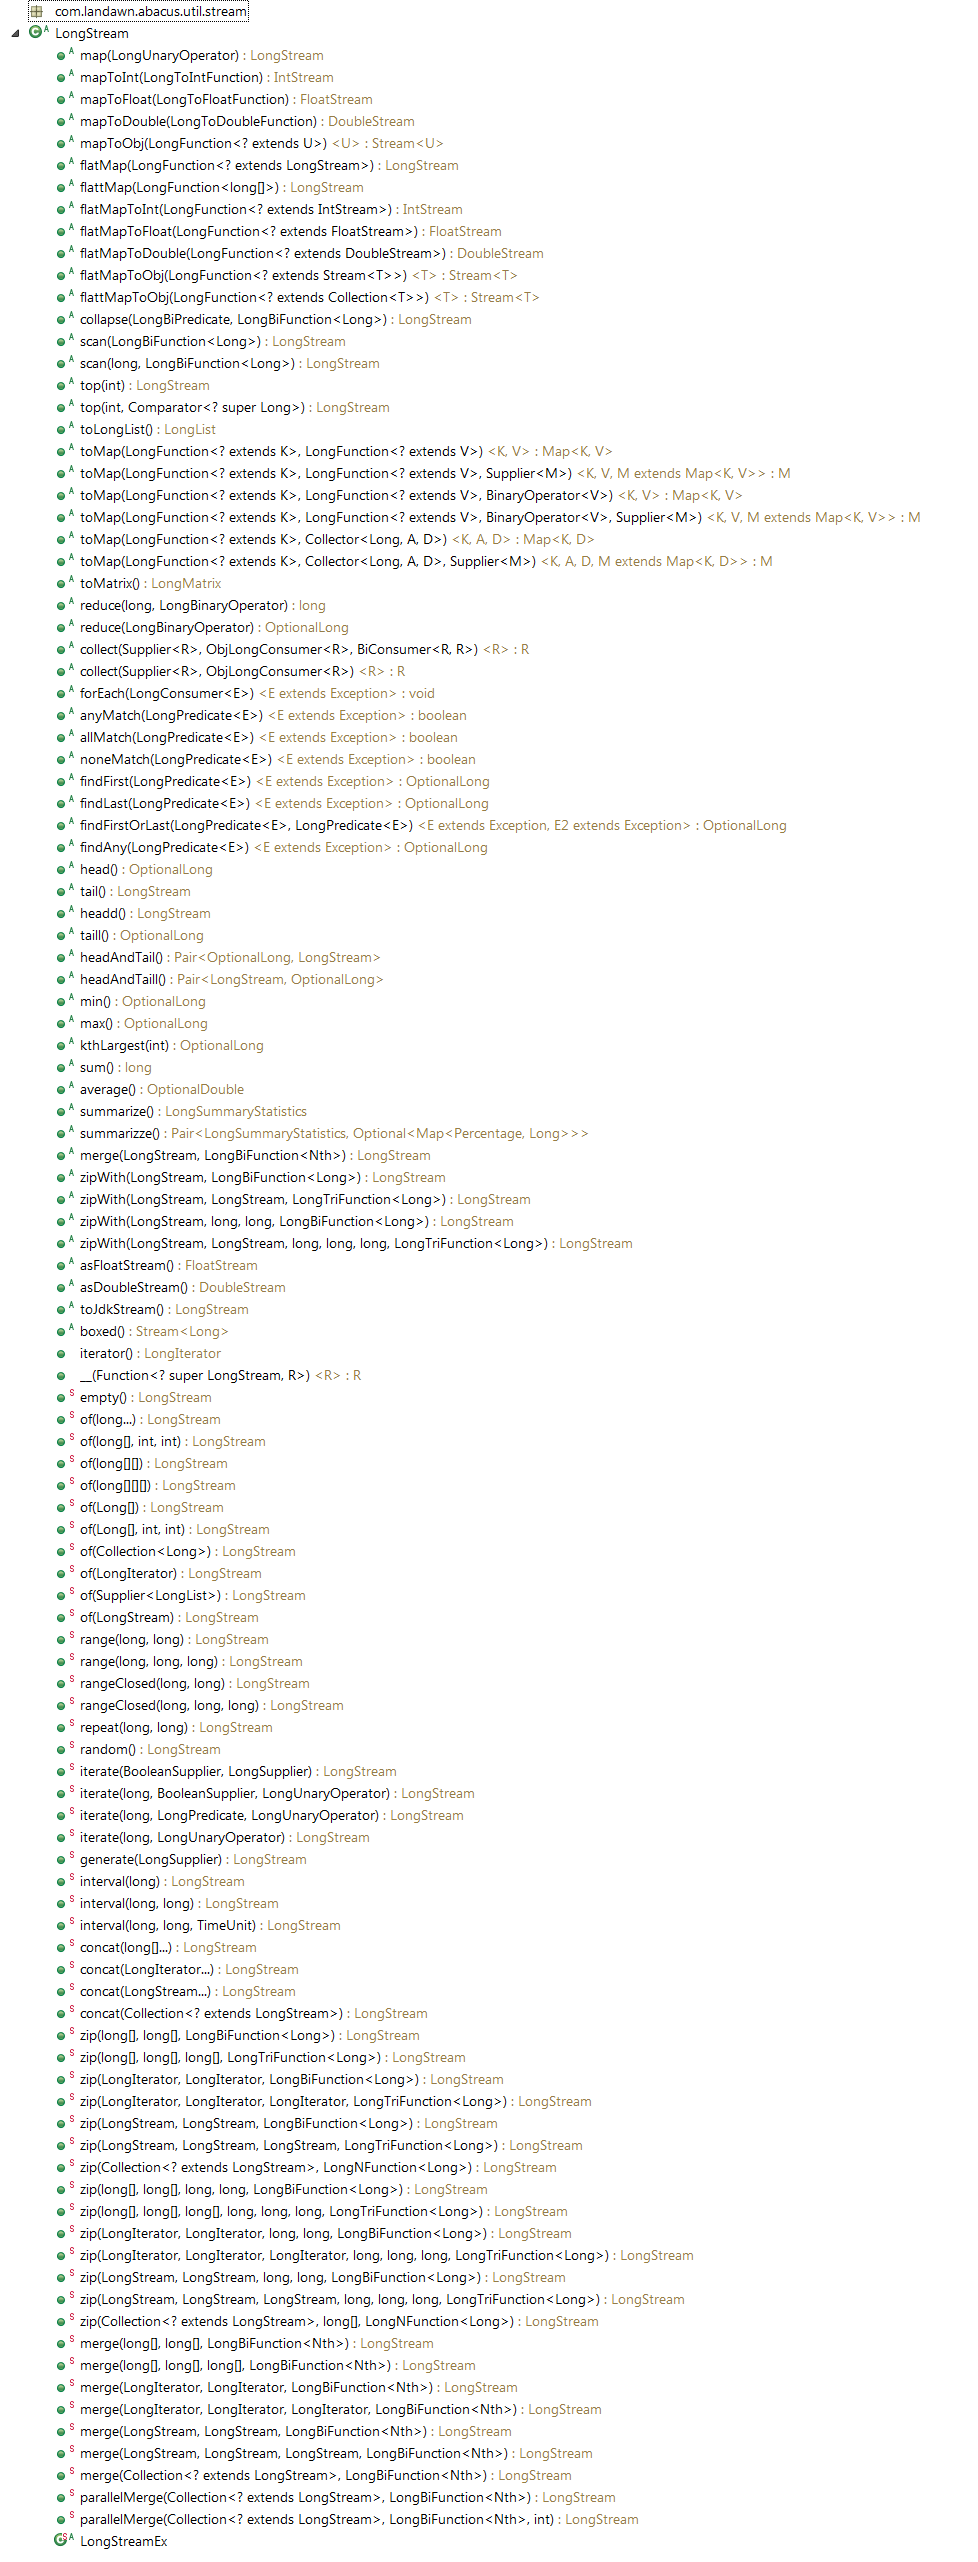 com.landawn.abacus.util.stream
LongStream
map(LongUnaryOperator) : LongStream
mapToInt(LongToIntFunction) : IntStream
mapToFloat(LongToFloatFunction) : FloatStream
mapToDouble(LongToDoubleFunction) : DoubleStream
mapToObj(LongFunction<? extends U>) <U> : Stream<U>
flatMap(LongFunction<? extends LongStream>) : LongStream
flattMap(LongFunction<long[]>) : LongStream
flatMapToInt(LongFunction<? extends IntStream>) : IntStream
flatMapToFloat(LongFunction<? extends FloatStream>) : FloatStream
flatMapToDouble(LongFunction<? extends DoubleStream>) : DoubleStream
flatMapToObj(LongFunction<? extends Stream<T>>) <T> : Stream<T>
flattMapToObj(LongFunction<? extends Collection<T>>) <T> : Stream<T>
collapse(LongBiPredicate, LongBiFunction<Long>) : LongStream
scan(LongBiFunction<Long>) : LongStream
scan(long, LongBiFunction<Long>) : LongStream
top(int) : LongStream
top(int, Comparator<? super Long>) : LongStream
toLongList() : LongList
toMap(LongFunction<? extends K>, LongFunction<? extends V>) <K, V> : Map<K, V>
toMap(LongFunction<? extends K>, LongFunction<? extends V>, Supplier<M>) <K, V, M extends Map<K, V>> : M
toMap(LongFunction<? extends K>, LongFunction<? extends V>, BinaryOperator<V>) <K, V> : Map<K, V>
toMap(LongFunction<? extends K>, LongFunction<? extends V>, BinaryOperator<V>, Supplier<M>) <K, V, M extends Map<K, V>> : M
toMap(LongFunction<? extends K>, Collector<Long, A, D>) <K, A, D> : Map<K, D>
toMap(LongFunction<? extends K>, Collector<Long, A, D>, Supplier<M>) <K, A, D, M extends Map<K, D>> : M
toMatrix() : LongMatrix
reduce(long, LongBinaryOperator) : long
reduce(LongBinaryOperator) : OptionalLong
collect(Supplier<R>, ObjLongConsumer<R>, BiConsumer<R, R>) <R> : R
collect(Supplier<R>, ObjLongConsumer<R>) <R> : R
forEach(LongConsumer<E>) <E extends Exception> : void
anyMatch(LongPredicate<E>) <E extends Exception> : boolean
allMatch(LongPredicate<E>) <E extends Exception> : boolean
noneMatch(LongPredicate<E>) <E extends Exception> : boolean
findFirst(LongPredicate<E>) <E extends Exception> : OptionalLong
findLast(LongPredicate<E>) <E extends Exception> : OptionalLong
findFirstOrLast(LongPredicate<E>, LongPredicate<E>) <E extends Exception, E2 extends Exception> : OptionalLong
findAny(LongPredicate<E>) <E extends Exception> : OptionalLong
head() : OptionalLong
tail() : LongStream
headd() : LongStream
taill() : OptionalLong
headAndTail() : Pair<OptionalLong, LongStream>
headAndTaill() : Pair<LongStream, OptionalLong>
min() : OptionalLong
max() : OptionalLong
kthLargest(int) : OptionalLong
sum() : long
average() : OptionalDouble
summarize() : LongSummaryStatistics
summarizze() : Pair<LongSummaryStatistics, Optional<Map<Percentage, Long>>>
merge(LongStream, LongBiFunction<Nth>) : LongStream
zipWith(LongStream, LongBiFunction<Long>) : LongStream
zipWith(LongStream, LongStream, LongTriFunction<Long>) : LongStream
zipWith(LongStream, long, long, LongBiFunction<Long>) : LongStream
zipWith(LongStream, LongStream, long, long, long, LongTriFunction<Long>) : LongStream
asFloatStream() : FloatStream
asDoubleStream() : DoubleStream
toJdkStream() : LongStream
boxed() : Stream<Long>
iterator() : LongIterator
__(Function<? super LongStream, R>) <R> : R
empty() : LongStream
of(long...) : LongStream
of(long[], int, int) : LongStream
of(long[][]) : LongStream
of(long[][][]) : LongStream
of(Long[]) : LongStream
of(Long[], int, int) : LongStream
of(Collection<Long>) : LongStream
of(LongIterator) : LongStream
of(Supplier<LongList>) : LongStream
of(LongStream) : LongStream
range(long, long) : LongStream
range(long, long, long) : LongStream
rangeClosed(long, long) : LongStream
rangeClosed(long, long, long) : LongStream
repeat(long, long) : LongStream
random() : LongStream
iterate(BooleanSupplier, LongSupplier) : LongStream
iterate(long, BooleanSupplier, LongUnaryOperator) : LongStream
iterate(long, LongPredicate, LongUnaryOperator) : LongStream
iterate(long, LongUnaryOperator) : LongStream
generate(LongSupplier) : LongStream
interval(long) : LongStream
interval(long, long) : LongStream
interval(long, long, TimeUnit) : LongStream
concat(long[]...) : LongStream
concat(LongIterator...) : LongStream
concat(LongStream...) : LongStream
concat(Collection<? extends LongStream>) : LongStream
zip(long[], long[], LongBiFunction<Long>) : LongStream
zip(long[], long[], long[], LongTriFunction<Long>) : LongStream
zip(LongIterator, LongIterator, LongBiFunction<Long>) : LongStream
zip(LongIterator, LongIterator, LongIterator, LongTriFunction<Long>) : LongStream
zip(LongStream, LongStream, LongBiFunction<Long>) : LongStream
zip(LongStream, LongStream, LongStream, LongTriFunction<Long>) : LongStream
zip(Collection<? extends LongStream>, LongNFunction<Long>) : LongStream
zip(long[], long[], long, long, LongBiFunction<Long>) : LongStream
zip(long[], long[], long[], long, long, long, LongTriFunction<Long>) : LongStream
zip(LongIterator, LongIterator, long, long, LongBiFunction<Long>) : LongStream
zip(LongIterator, LongIterator, LongIterator, long, long, long, LongTriFunction<Long>) : LongStream
zip(LongStream, LongStream, long, long, LongBiFunction<Long>) : LongStream
zip(LongStream, LongStream, LongStream, long, long, long, LongTriFunction<Long>) : LongStream
zip(Collection<? extends LongStream>, long[], LongNFunction<Long>) : LongStream
merge(long[], long[], LongBiFunction<Nth>) : LongStream
merge(long[], long[], long[], LongBiFunction<Nth>) : LongStream
merge(LongIterator, LongIterator, LongBiFunction<Nth>) : LongStream
merge(LongIterator, LongIterator, LongIterator, LongBiFunction<Nth>) : LongStream
merge(LongStream, LongStream, LongBiFunction<Nth>) : LongStream
merge(LongStream, LongStream, LongStream, LongBiFunction<Nth>) : LongStream
merge(Collection<? extends LongStream>, LongBiFunction<Nth>) : LongStream
parallelMerge(Collection<? extends LongStream>, LongBiFunction<Nth>) : LongStream
parallelMerge(Collection<? extends LongStream>, LongBiFunction<Nth>, int) : LongStream
LongStreamEx